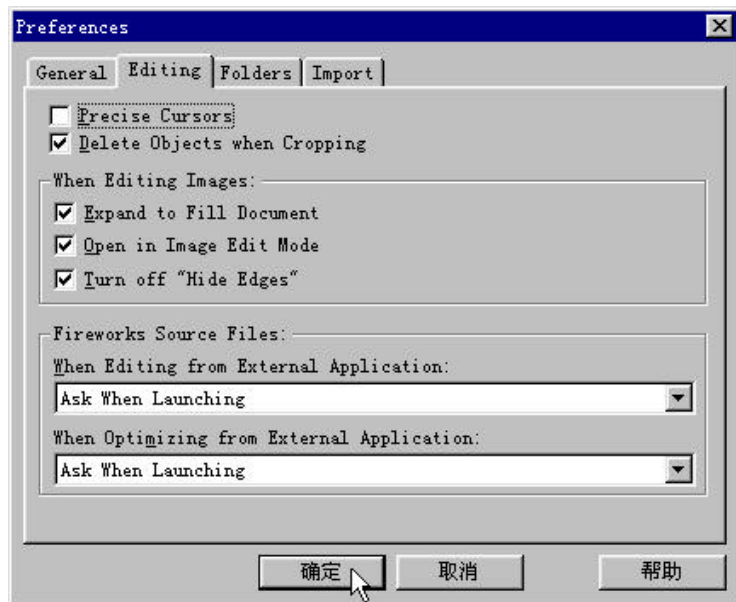 Preferences
General Editing Folders Import
Precise Cursors
Delete Objects when Cropping
When Editing Images:
Expand to Fill Document
Open in Image Edit Mode
Turn off "Hide Edges"
Fireworks Source Files:
When Editing from External Application:
Ask When Launching
When Optimizing from External Application:
Ask When Launching
确定 取消 帮助